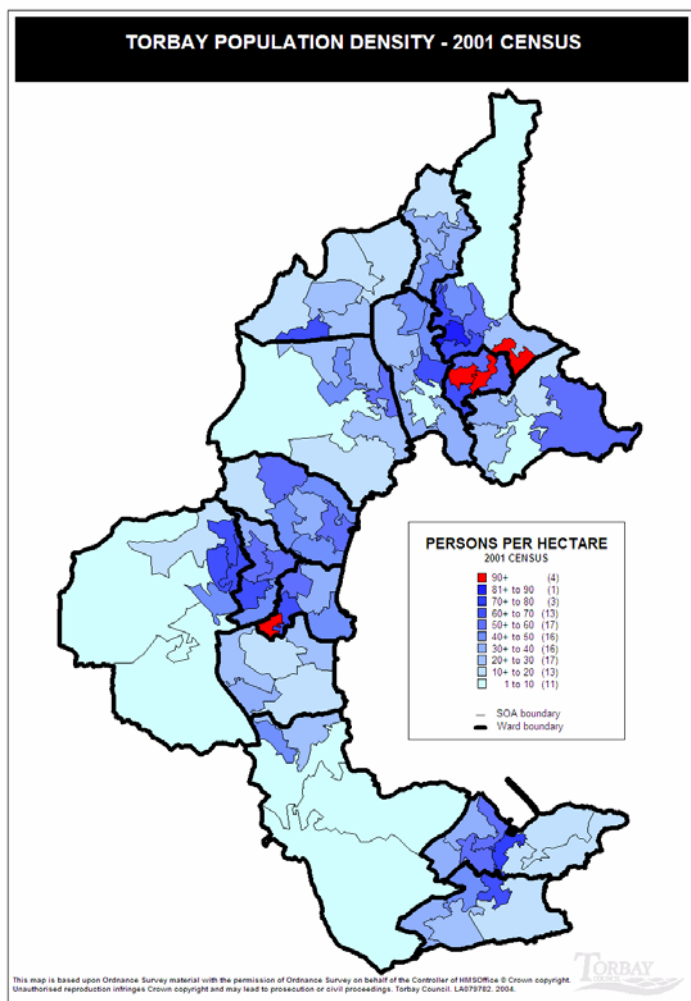 TORBAY POPULATION DENSITY - 2001 CENSUS
PERSONS PER HECTARE
2001 CENSUS
90+ (4)
81+ to 90 (1)
70+ to 80 (3)
60+ to 70 (13)
50+ to 60 (17)
40+ to 50 (16)
30+ to 40 (16)
20+ to 30 (17)
10+ to 20 (13)
1 to 10 (11)
SOA boundary
Ward boundary
TORBAY
COUNCIL
This map is based upon Ordnance Survey material with the permission of Ordnance Survey on behalf of the Controller of HMSOffice © Crown copyright.
Unauthorised reproduction infringes Crown copyright and may lead to prosecution or civil proceedings. Torbay Council. LA079782. 2004.